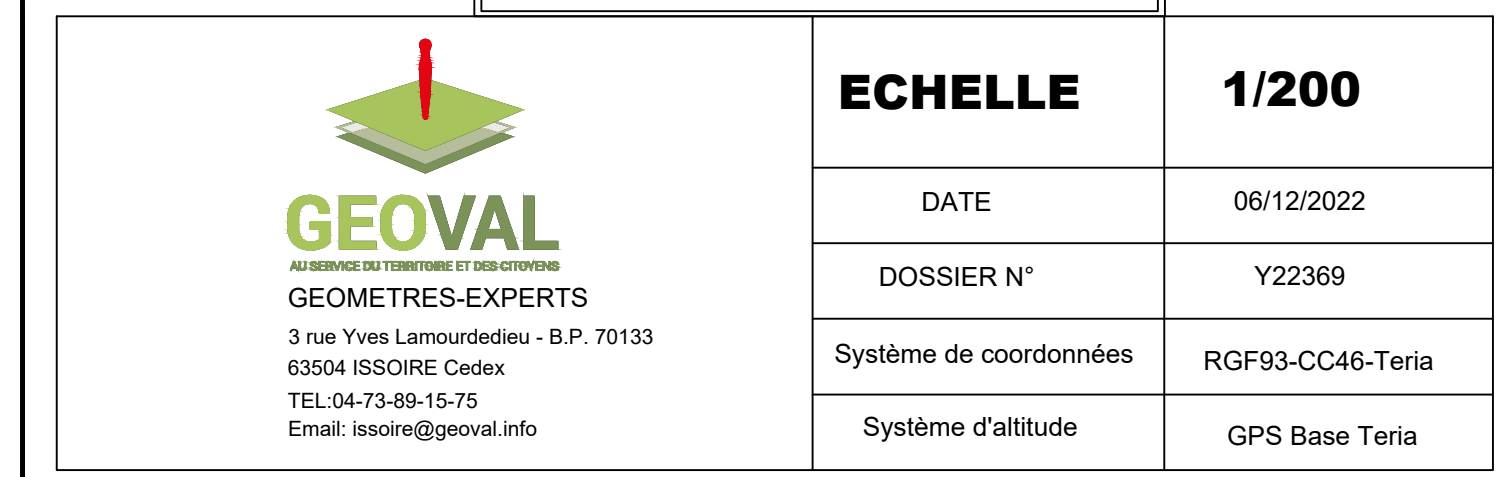 GEOVAL
AU SERVICE DU TERRITOIRE ET DES CITOYENS
GEOMETRES-EXPERTS
3 rue Yves Lamourdedieu - B.P. 70133
63504 ISSOIRE Cedex
TEL:04-73-89-15-75
Email: issoire@geoval.info
ECHELLE 1/200
DATE 06/12/2022
DOSSIER N° Y22369
Système de coordonnées RGF93-CC46-Teria
Système d'altitude GPS Base Teria